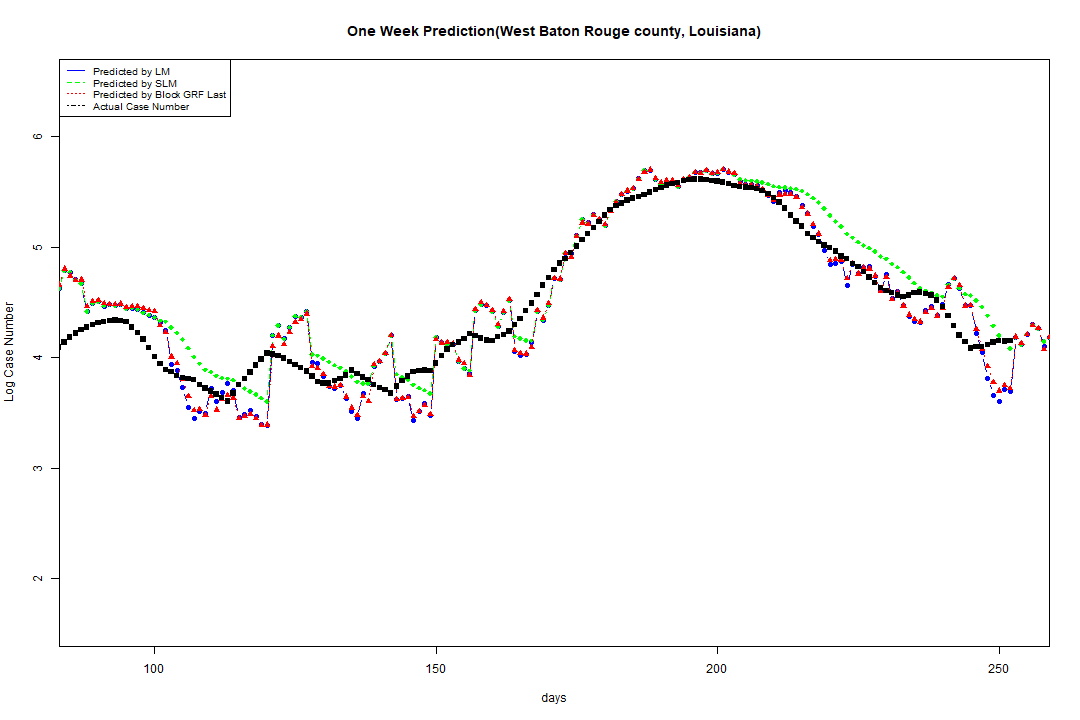 One Week Prediction(West Baton Rouge county, Louisiana)
Predicted by LM
Predicted by SLM
Predicted by Block GRF Last
Actual Case Number
6
5
4
3
2
Log Case Number
100 150 200 250
days